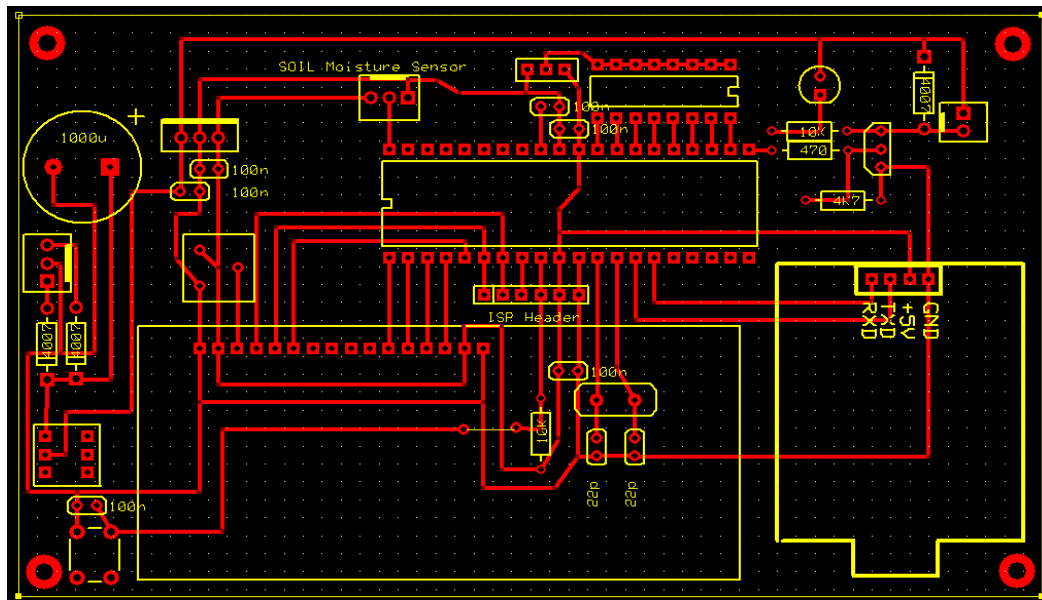 SOIL Moisture Sensor
.1000u
+
100n
100n
4007
10K
470
100n
100n
4K7
ISP Header
RXD
TXD
+5V
GND
4007
4007
100n
10K
22p
22p
100n